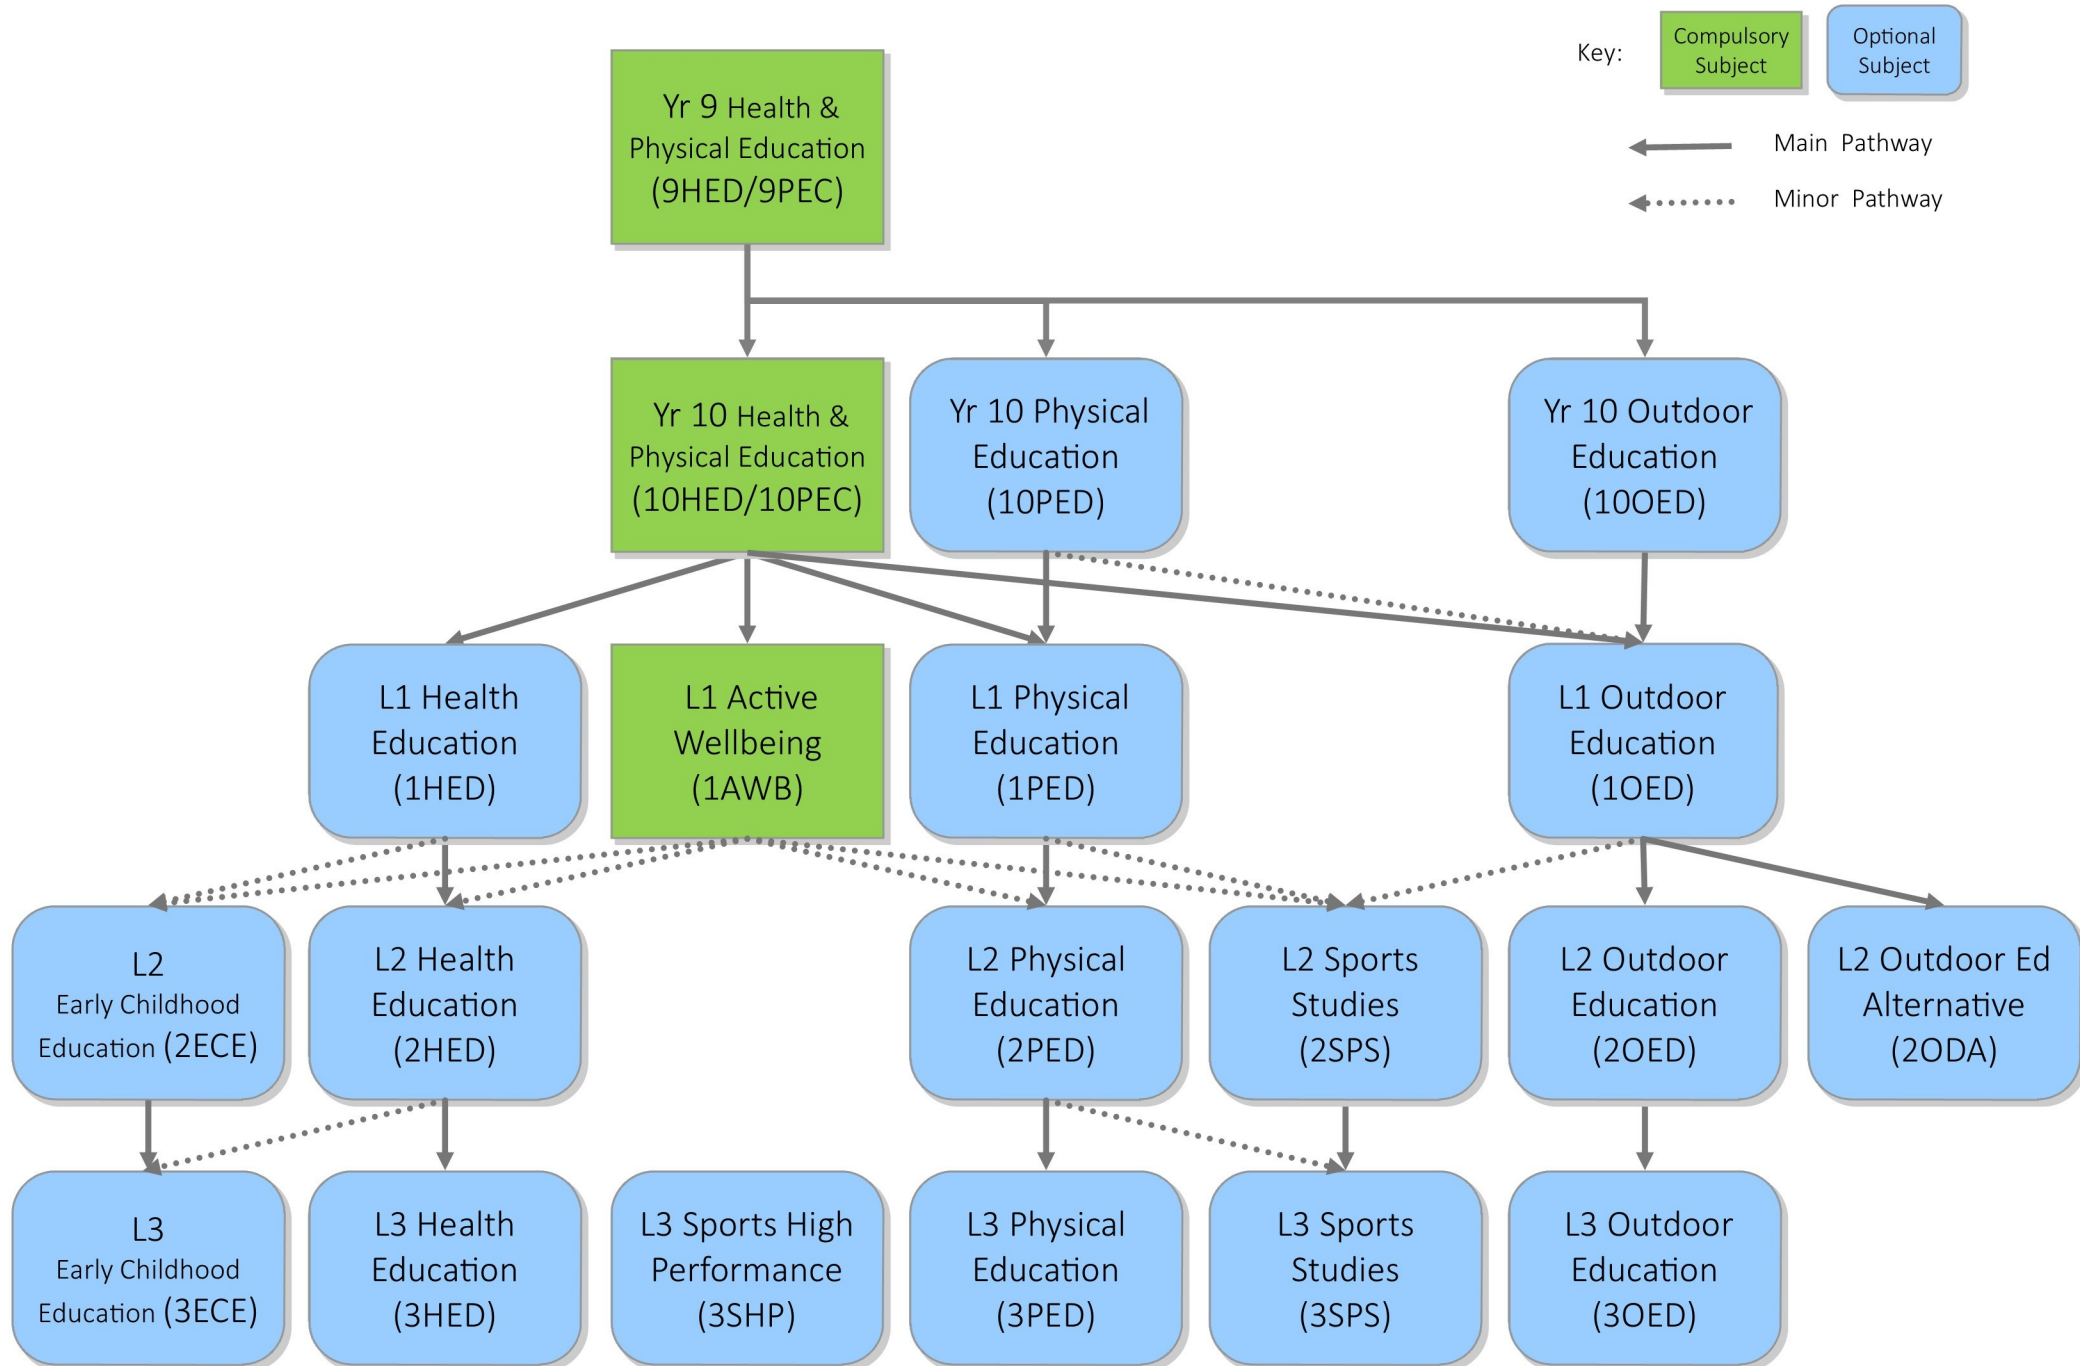 Key:
Compulsory
Subject
Optional
Subject
Main Pathway
Minor Pathway
Yr 9 Health &
Physical Education
(9HED/9PEC)
Yr 10 Health &
Physical Education
(10HED/10PEC)
Yr 10 Physical
Education
(10PED)
Yr 10 Outdoor
Education
(10OED)
L1 Health
Education
(1HED)
L1 Active
Wellbeing
(1AWB)
L1 Physical
Education
(1PED)
L1 Outdoor
Education
(1OED)
L2
Early Childhood
Education (2ECE)
L2 Health
Education
(2HED)
L2 Physical
Education
(2PED)
L2 Sports
Studies
(2SPS)
L2 Outdoor
Education
(2OED)
L2 Outdoor Ed
Alternative
(2ODA)
L3
Early Childhood
Education (3ECE)
L3 Health
Education
(3HED)
L3 Sports High
Performance
(3SHP)
L3 Physical
Education
(3PED)
L3 Sports
Studies
(3SPS)
L3 Outdoor
Education
(3OED)